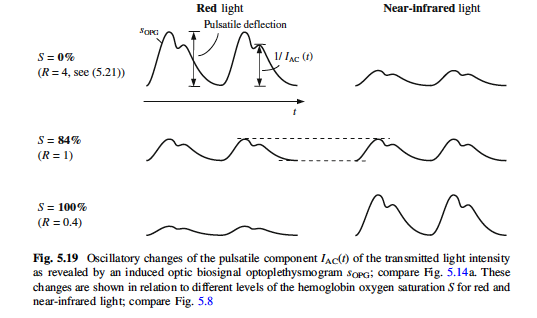 Red light
Near-infrared light
sOPG
Pulsatile deflection
S = 0%
(R = 4, see (5.21))
1/ IAC (t)
t
S = 84%
(R = 1)
S = 100%
(R = 0.4)
Fig. 5.19 Oscillatory changes of the pulsatile component IAC(t) of the transmitted light intensity
as revealed by an induced optic biosignal optoplethysmogram sOPG; compare Fig. 5.14a. These
changes are shown in relation to different levels of the hemoglobin oxygen saturation S for red and
near-infrared light; compare Fig. 5.8